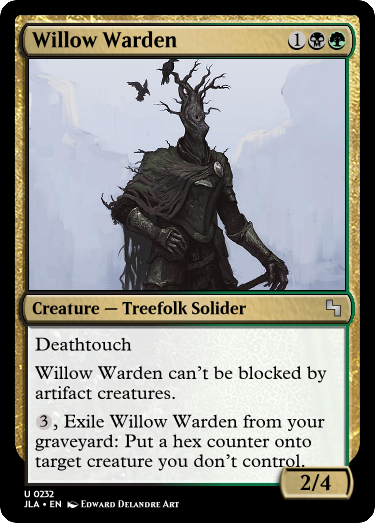 Willow Warden 1
Creature — Treefolk Solider
Deathtouch
Willow Warden can't be blocked by
artifact creatures.
3, Exile Willow Warden from your
graveyard: Put a hex counter onto
target creature you don't control.
2/4
U 0232
JLA • EN Edward Delandre Art